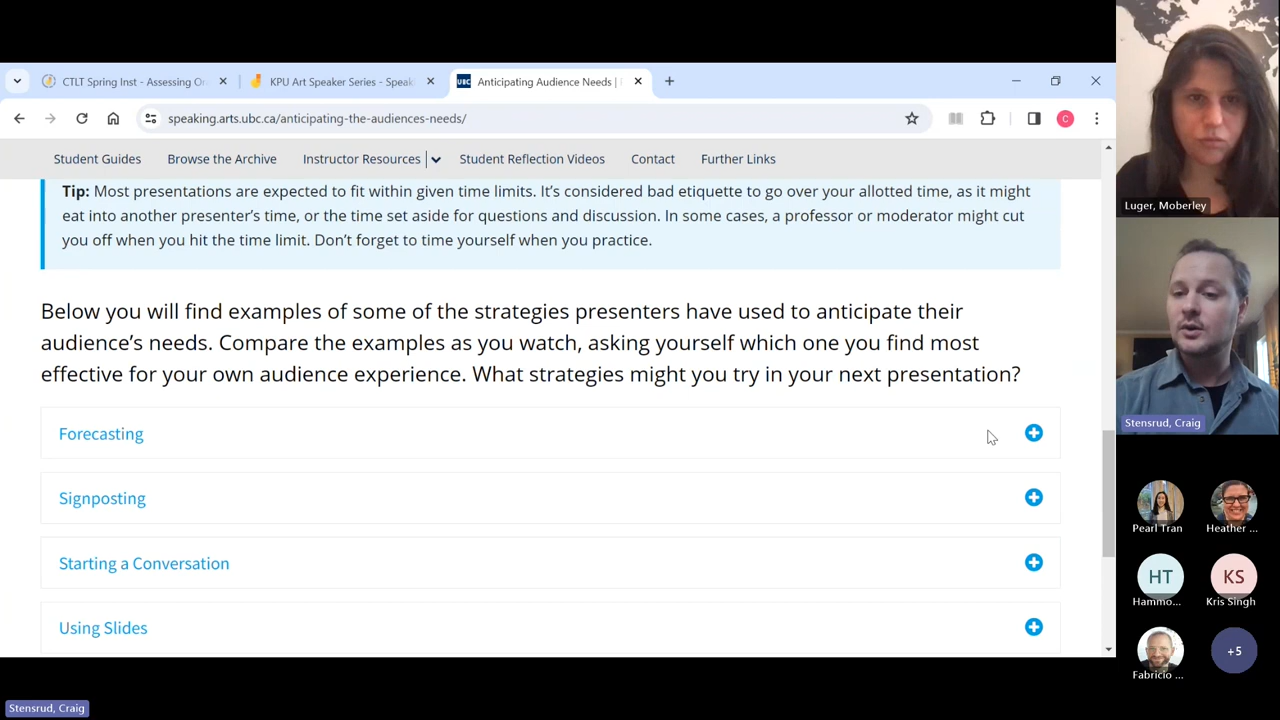 CTLT Spring Inst - Assessing Or
KPU Art Speaker Series - Speaki
UBC
Anticipating Audience Needs |
speaking.arts.ubc.ca/anticipating-the-audiences-needs/
C
Student Guides
Browse the Archive
Instructor Resources
Student Reflection Videos
Contact
Further Links
Tip: Most presentations are expected to fit within given time limits. It’s considered bad etiquette to go over your allotted time, as it might
eat into another presenter’s time, or the time set aside for questions and discussion. In some cases, a professor or moderator might cut
you off when you hit the time limit. Don’t forget to time yourself when you practice.
Below you will find examples of some of the strategies presenters have used to anticipate their
audience’s needs. Compare the examples as you watch, asking yourself which one you find most
effective for your own audience experience. What strategies might you try in your next presentation?
Forecasting
Signposting
Starting a Conversation
Using Slides
Luger, Moberley
Stensrud, Craig
Pearl Tran
Heather ...
HT
Hammo...
KS
Kris Singh
Fabricio ...
+5
Stensrud, Craig